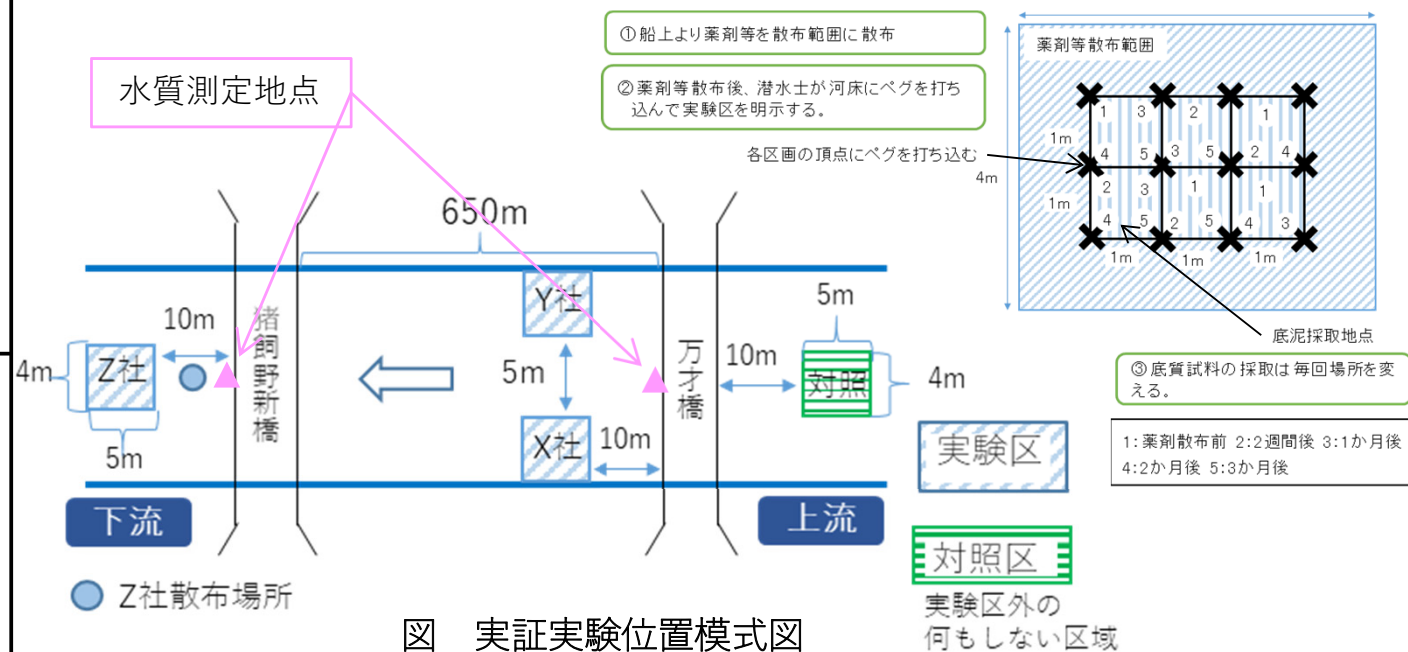 ①船上より薬剤等を散布範囲に散布
②薬剤等散布後、潜水士が河床にペグを打ち
込んで実験区を明示する。
各区画の頂点にペグを打ち込む
薬剤等散布範囲
4m
1m
1m
1 3 2 1
4 5 3 5 2 4
2 3 1 1
4 5 2 5 4 3
1m 1m 1m
底泥採取地点
③底質試料の採取は毎回場所を変
える。
1:薬剤散布前 2:2週間後 3:1か月後
4:2か月後 5:3か月後
水質測定地点
650m
Y社
5m
X社
10m
万才橋
10m
5m
対照
4m
10m
猪飼野新橋
4m
Z社
5m
下流
上流
実験区
対照区
実験区外の
何もしない区域
Z社散布場所
図 実証実験位置模式図